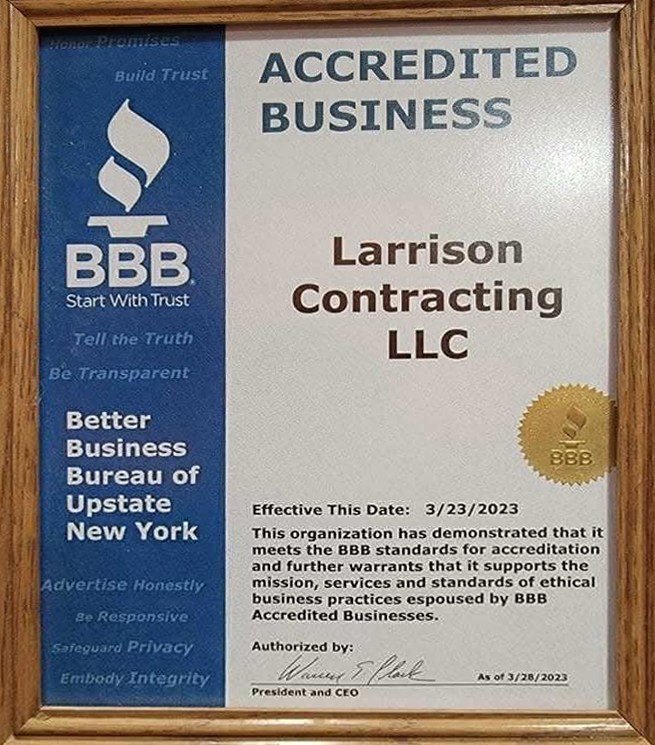 Honor Promises
Build Trust
BBB
Start With Trust
Tell the Truth
Be Transparent
Better
Business
Bureau of
Upstate
New York
Advertise Honestly
Be Responsive
Safeguard Privacy
Embody Integrity
ACCREDITED
BUSINESS
Larrison
Contracting
LLC
BBB
Effective This Date: 3/23/2023
This organization has demonstrated that it
meets the BBB standards for accreditation
and further warrants that it supports the
mission, services and standards of ethical
business practices espoused by BBB
Accredited Businesses.
Authorized by:
As of 3/28/2023
President and CEO